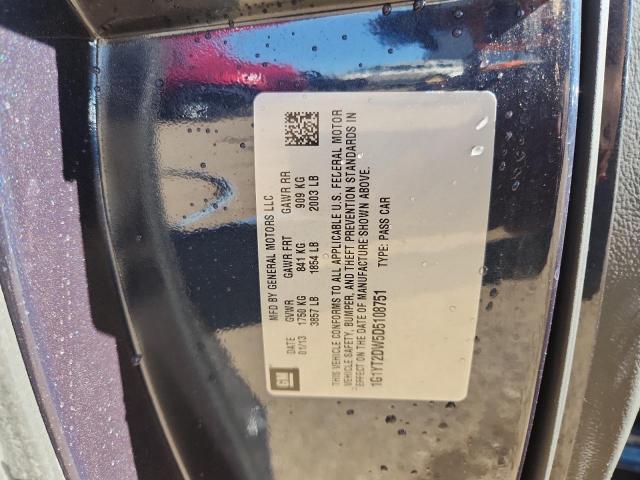 GM
MFD BY GENERAL MOTORS LLC
DATE GVWR GAWR FRT GAWR RR
01/13 1750 KG 841 KG 909 KG
3857 LB 1854 LB 2003 LB
THIS VEHICLE CONFORMS TO ALL APPLICABLE U.S. FEDERAL MOTOR
VEHICLE SAFETY, BUMPER, AND THEFT PREVENTION STANDARDS IN
EFFECT ON THE DATE OF MANUFACTURE SHOWN ABOVE.
1G1YT2DW5D5108751 TYPE: PASS CAR